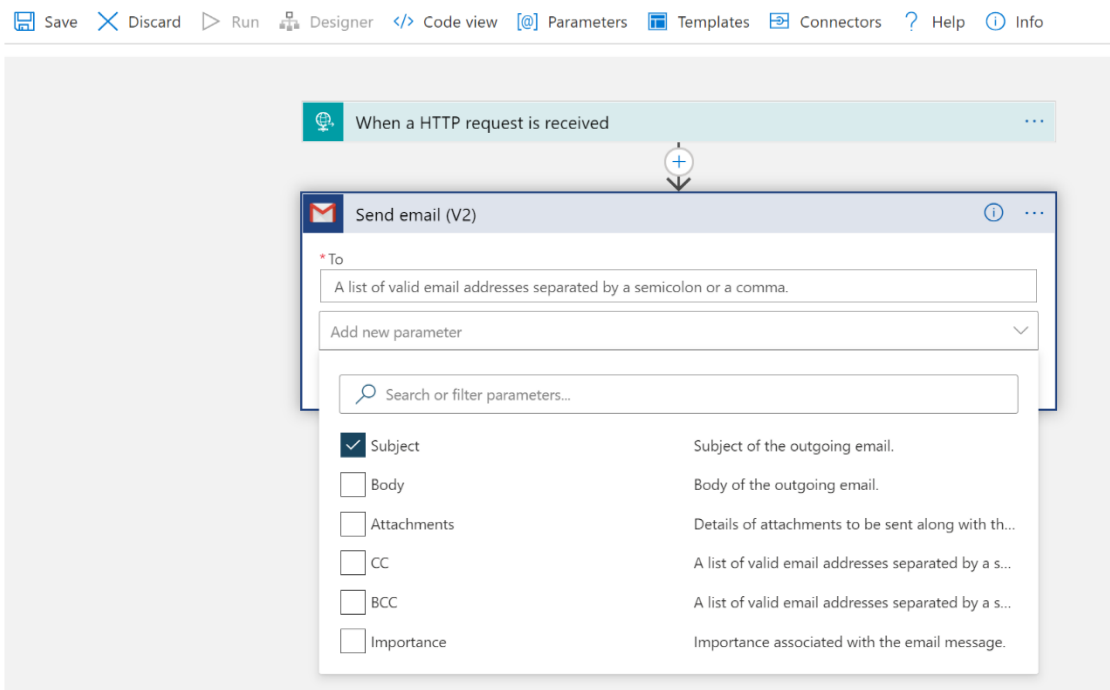 Save Discard Run Designer </> Code view [@] Parameters Templates Connectors ? Help Info
When a HTTP request is received ...
Send email (V2) ...
* To
A list of valid email addresses separated by a semicolon or a comma.
Add new parameter
Search or filter parameters...
Subject Subject of the outgoing email.
Body Body of the outgoing email.
Attachments Details of attachments to be sent along with th...
CC A list of valid email addresses separated by a s...
BCC A list of valid email addresses separated by a s...
Importance Importance associated with the email message.